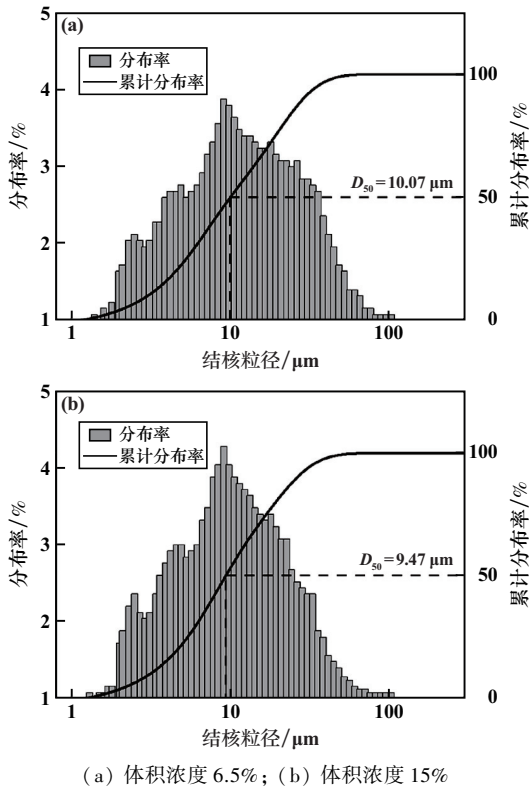 (a)
分布率
累计分布率
5
4
3
2
1
分布率/%
100
50
0
累计分布率/%
D50=10.07 μm
1
10
100
结核粒径/μm
(b)
分布率
累计分布率
5
4
3
2
1
分布率/%
100
50
0
累计分布率/%
D50=9.47 μm
1
10
100
结核粒径/μm
(a) 体积浓度 6.5%; (b) 体积浓度 15%